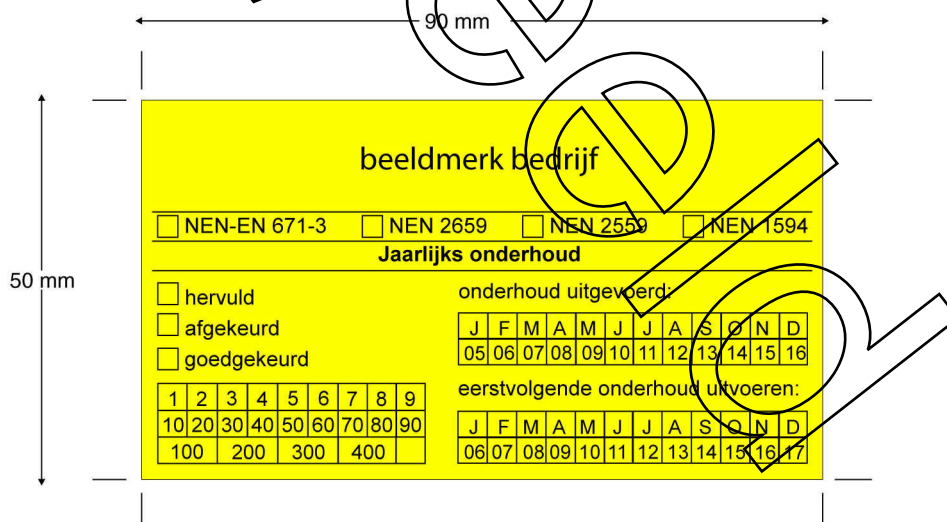 90 mm
50 mm
beeldmerk bedrijf
NEN-EN 671-3 NEN 2659 NEN 2559 NEN 1594
Jaarlijks onderhoud
hervuld
afgekeurd
goedgekeurd
1 2 3 4 5 6 7 8 9
10 20 30 40 50 60 70 80 90
100 200 300 400
onderhoud uitgevoerd:
J F M A M J J A S O N D
05 06 07 08 09 10 11 12 13 14 15 16
eerstvolgende onderhoud uitvoeren:
J F M A M J J A S O N D
06 07 08 09 10 11 12 13 14 15 16 17